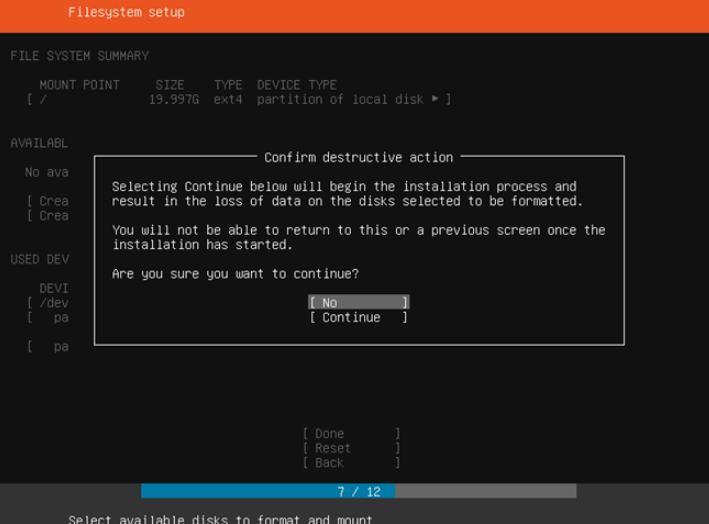 Filesystem setup
FILE SYSTEM SUMMARY
MOUNT POINT SIZE TYPE DEVICE TYPE
[ / 19.997G ext4 partition of local disk ▸ ]
AVAILABL
No ava
[ Crea
[ Crea
USED DEV
DEVI
[ /dev
[ pa
[ pa
Confirm destructive action
Selecting Continue below will begin the installation process and
result in the loss of data on the disks selected to be formatted.
You will not be able to return to this or a previous screen once the
installation has started.
Are you sure you want to continue?
[ No ]
[ Continue ]
[ Done ]
[ Reset ]
[ Back ]
7 / 12
Select available disks to format and mount